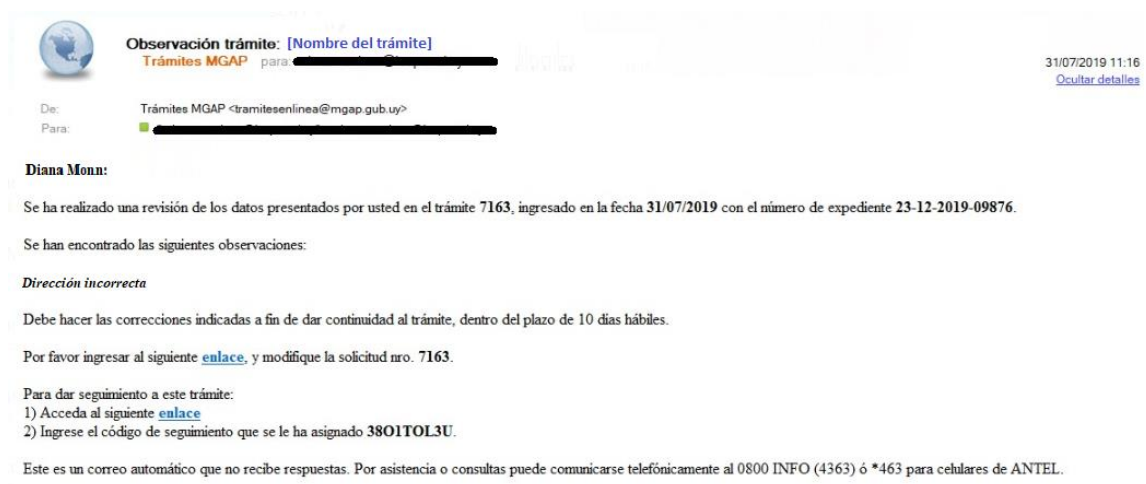 Observación trámite: [Nombre del trámite]
Trámites MGAP para:
31/07/2019 11:16
Ocultar detalles
De: Trámites MGAP <tramitesenlinea@mgap.gub.uy>
Para:
Diana Monn:
Se ha realizado una revisión de los datos presentados por usted en el trámite 7163, ingresado en la fecha 31/07/2019 con el número de expediente 23-12-2019-09876.
Se han encontrado las siguientes observaciones:
Dirección incorrecta
Debe hacer las correcciones indicadas a fin de dar continuidad al trámite, dentro del plazo de 10 días hábiles.
Por favor ingresar al siguiente enlace, y modifique la solicitud nro. 7163.
Para dar seguimiento a este trámite:
1) Acceda al siguiente enlace
2) Ingrese el código de seguimiento que se le ha asignado 38O1TOL3U.
Este es un correo automático que no recibe respuestas. Por asistencia o consultas puede comunicarse telefónicamente al 0800 INFO (4363) ó *463 para celulares de ANTEL.